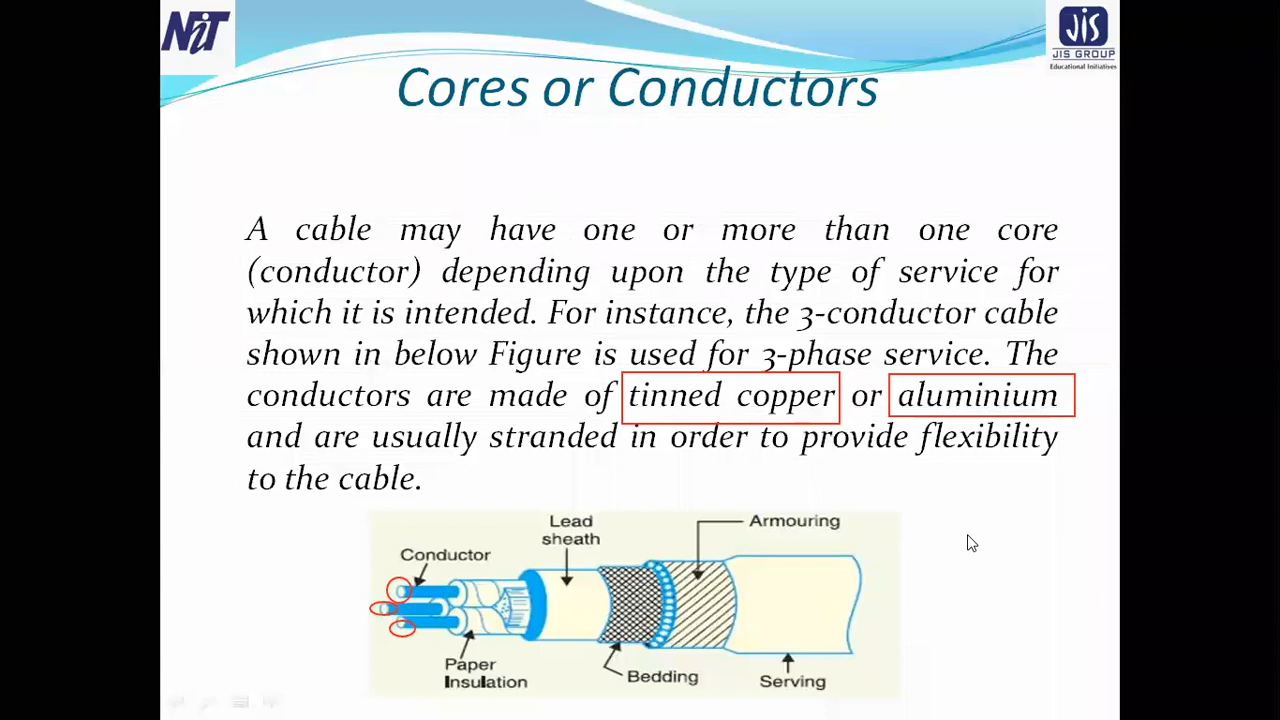 NiT
JIS
JIS GROUP
Educational Initiatives
Cores or Conductors
A cable may have one or more than one core
(conductor) depending upon the type of service for
which it is intended. For instance, the 3-conductor cable
shown in below Figure is used for 3-phase service. The
conductors are made of tinned copper or aluminium
and are usually stranded in order to provide flexibility
to the cable.
Lead
sheath
Armouring
Conductor
Paper
Insulation
Bedding
Serving